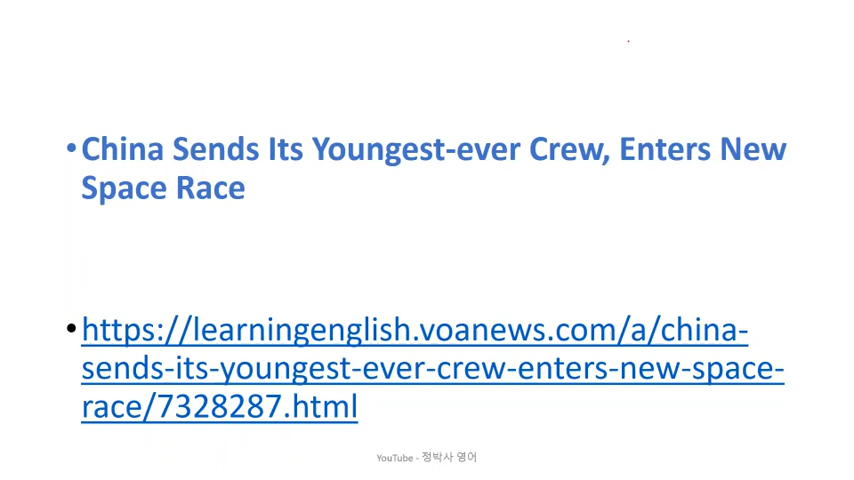 •China Sends Its Youngest-ever Crew, Enters New
Space Race
•https://learningenglish.voanews.com/a/china-
sends-its-youngest-ever-crew-enters-new-space-
race/7328287.html
YouTube - 정박사 영어